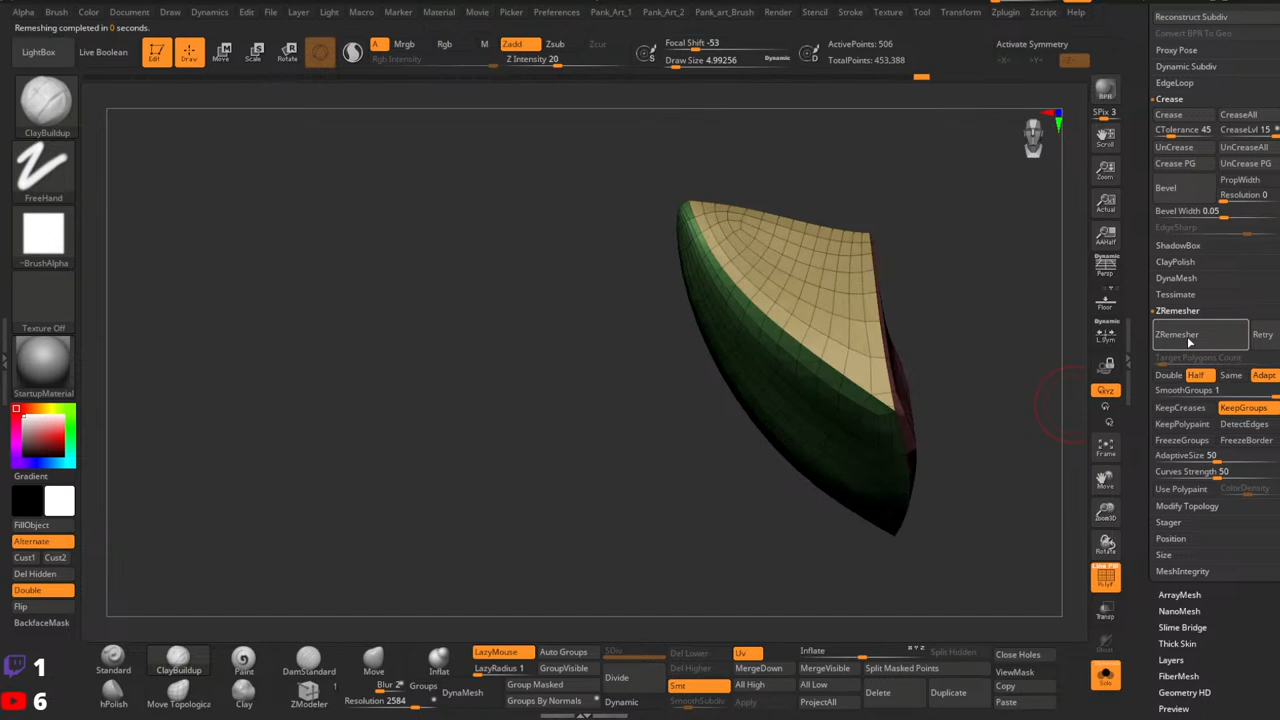 Alpha Brush Color Document Draw Dynamics Edit File Layer Light Macro Marker Material Movie Picker Preferences Pank_Art_1 Pank_Art_2 Pank_art_Brush Render Stencil Stroke Texture Tool Transform Zplugin Zscript Help
Remeshing completed in 0 seconds.
LightBox Live Boolean Edit Draw Move Scale Rotate A Mrgb Rgb M Zadd Zsub Zcut
Rgb Intensity Z Intensity 20
Focal Shift -53
Draw Size 4.99256 Dynamic
ActivePoints: 506
TotalPoints: 453,388
Activate Symmetry
>X< >Y< >Z<
ClayBuildup
FreeHand
~BrushAlpha
Texture Off
StartupMaterial
Gradient
FillObject
Alternate
Cust1 Cust2
Del Hidden
Double
Flip
BackfaceMask
BPR
SPix 3
Scroll
Zoom
Actual
AAHalf
Dynamic
Persp
Floor
Dynamic
L.Sym
Frame
Move
Zoom3D
Rotate
Line Fill
PolyF
Transp
Ghost
Dynamic
Solo
Reconstruct Subdiv
Convert BPR To Geo
Proxy Pose
Dynamic Subdiv
EdgeLoop
Crease
Crease CreaseAll
CTolerance 45 CreaseLvl 15
UnCrease UnCreaseAll
Crease PG UnCrease PG
Bevel PropWidth
Resolution 0
Bevel Width 0.05
EdgeSharp
ShadowBox
ClayPolish
DynaMesh
Tessimate
ZRemesher
ZRemesher Retry
Target Polygons Count
Double Half Same Adapt
SmoothGroups 1
KeepCreases KeepGroups
KeepPolypaint DetectEdges
FreezeGroups FreezeBorder
AdaptiveSize 50
Curves Strength 50
Use Polypaint ColorDensity
Modify Topology
Stager
Position
Size
MeshIntegrity
ArrayMesh
NanoMesh
Slime Bridge
Thick Skin
Layers
FiberMesh
Geometry HD
Preview
1
6
Standard ClayBuildup Paint DamStandard Move Inflat
hPolish Move Topologica Clay ZModeler
1
Blur 2 Groups DynaMesh
Resolution 2584
LazyMouse Auto Groups
LazyRadius 1 GroupVisible
Group Masked
Groups By Normals
SDiv
Divide
Dynamic
Del Lower
Del Higher
Smt
SmoothSubdiv
Uv
MergeDown
All High
Apply
Inflate
MergeVisible
All Low
ProjectAll
Split Hidden
Split Masked Points
Delete Duplicate
Close Holes
ViewMask
Copy
Paste